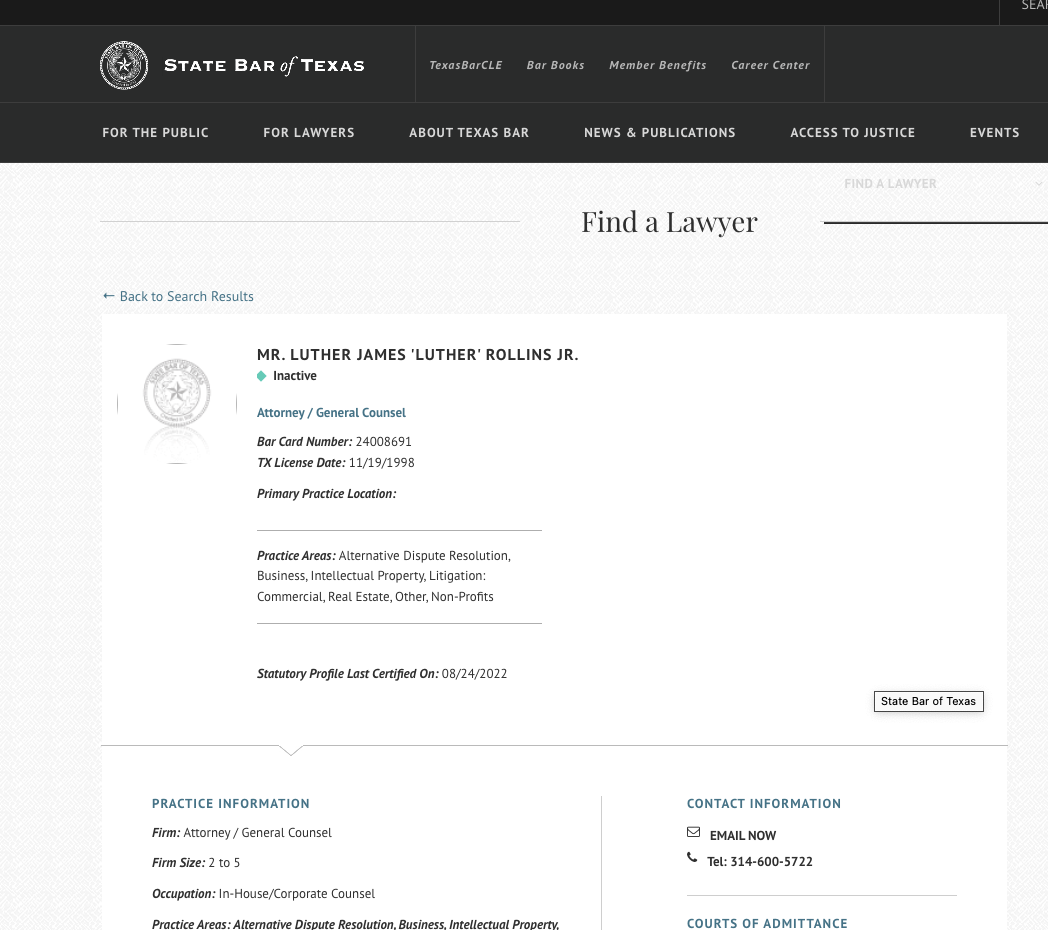 SEAR
STATE BAR of TEXAS
TexasBarCLE Bar Books Member Benefits Career Center
FOR THE PUBLIC FOR LAWYERS ABOUT TEXAS BAR NEWS & PUBLICATIONS ACCESS TO JUSTICE EVENTS
FIND A LAWYER
Find a Lawyer
← Back to Search Results
MR. LUTHER JAMES 'LUTHER' ROLLINS JR.
Inactive
Attorney / General Counsel
Bar Card Number: 24008691
TX License Date: 11/19/1998
Primary Practice Location:
Practice Areas: Alternative Dispute Resolution,
Business, Intellectual Property, Litigation:
Commercial, Real Estate, Other, Non-Profits
Statutory Profile Last Certified On: 08/24/2022
State Bar of Texas
PRACTICE INFORMATION
Firm: Attorney / General Counsel
Firm Size: 2 to 5
Occupation: In-House/Corporate Counsel
Practice Areas: Alternative Dispute Resolution, Business, Intellectual Property,
CONTACT INFORMATION
EMAIL NOW
Tel: 314-600-5722
COURTS OF ADMITTANCE